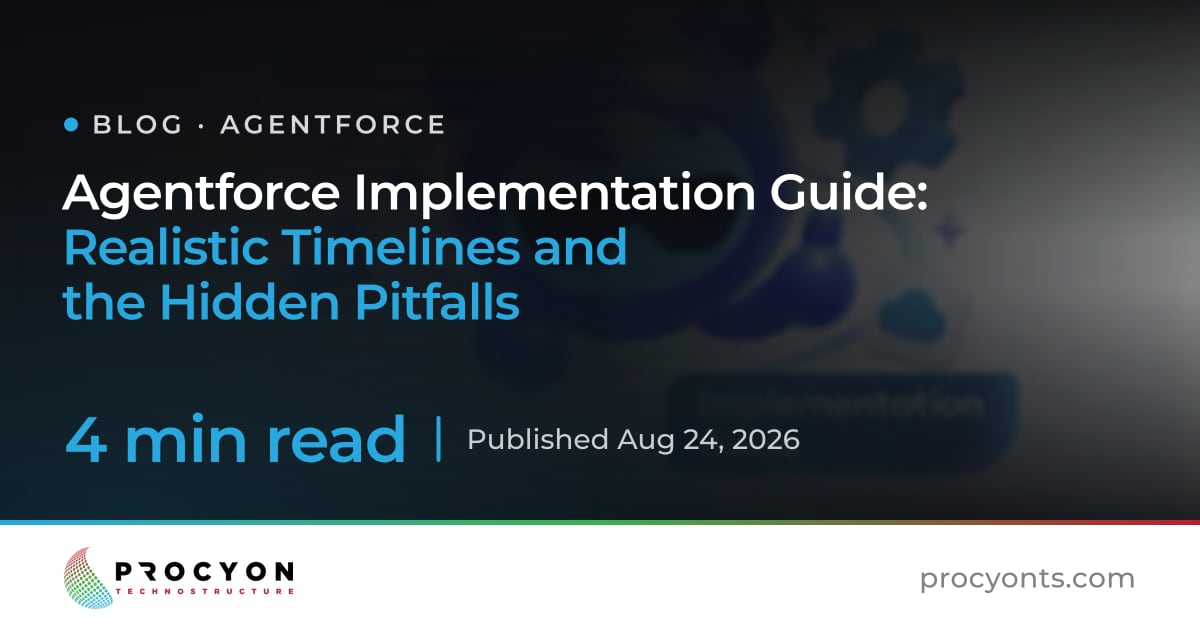 BLOG · AGENTFORCE
Agentforce Implementation Guide:
Realistic Timelines and
the Hidden Pitfalls
Implementation
4 min read
Published Aug 24, 2026
PROCYON
TECHNOSTRUCTURE
procyonts.com